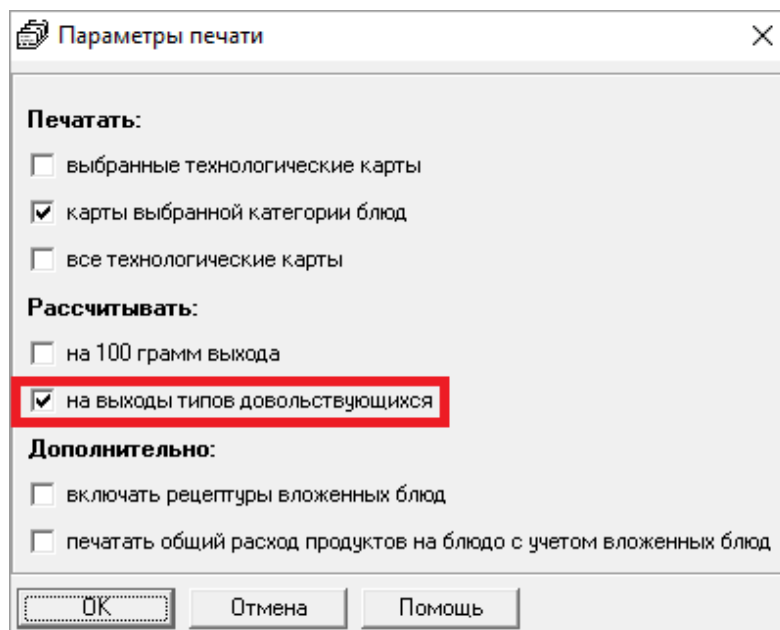 Параметры печати
Печатать:
выбранные технологические карты
карты выбранной категории блюд
все технологические карты
Рассчитывать:
на 100 грамм выхода
на выходы типов довольствующихся
Дополнительно:
включать рецептуры вложенных блюд
печатать общий расход продуктов на блюдо с учетом вложенных блюд
OK Отмена Помощь